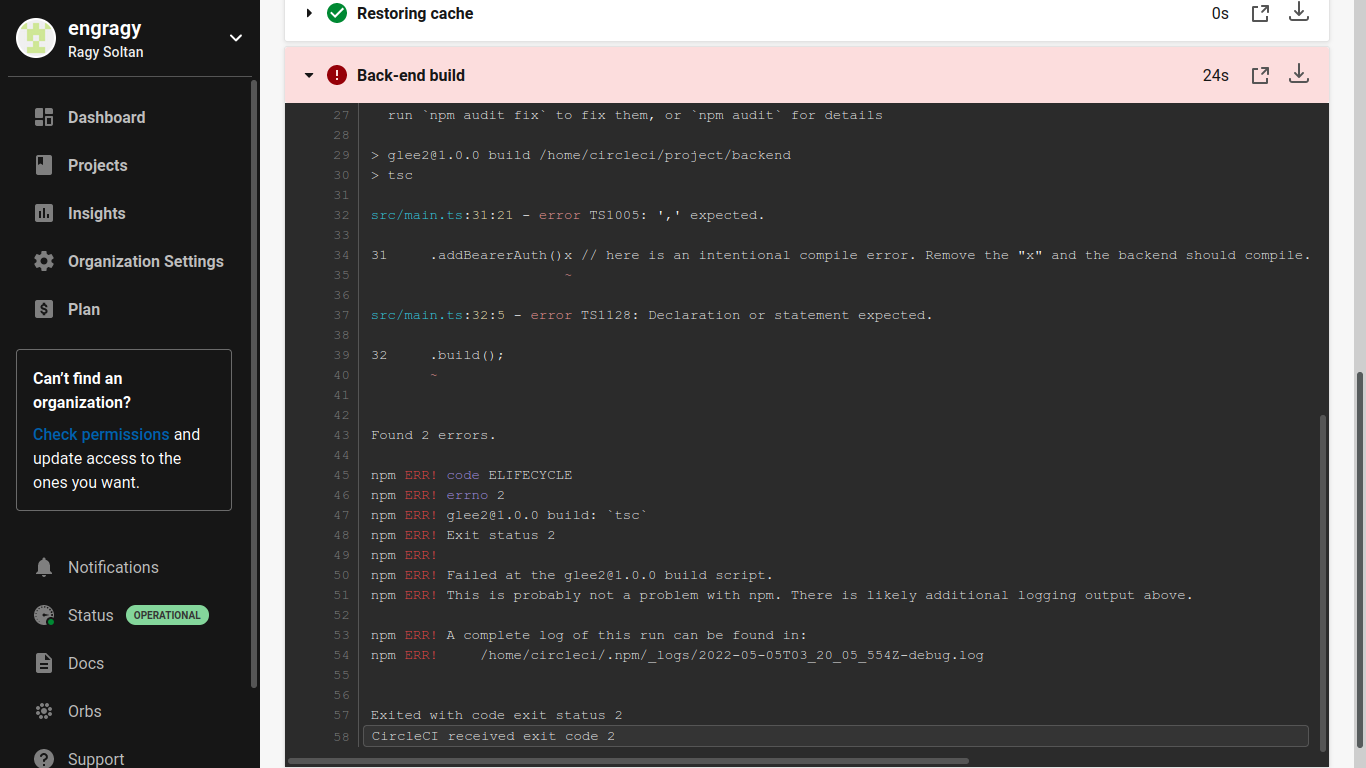 engragy
Ragy Soltan
Dashboard
Projects
Insights
Organization Settings
Plan
Can't find an
organization?
Check permissions and
update access to the
ones you want.
Notifications
Status OPERATIONAL
Docs
Orbs
Support
Restoring cache 0s
Back-end build 24s
27 run `npm audit fix` to fix them, or `npm audit` for details
28
29 > glee2@1.0.0 build /home/circleci/project/backend
30 > tsc
31
32 src/main.ts:31:21 - error TS1005: ',' expected.
33
34 31     .addBearerAuth()x // here is an intentional compile error. Remove the "x" and the backend should compile.
35                        ~
36
37 src/main.ts:32:5 - error TS1128: Declaration or statement expected.
38
39 32     .build();
40        ~
41
42
43 Found 2 errors.
44
45 npm ERR! code ELIFECYCLE
46 npm ERR! errno 2
47 npm ERR! glee2@1.0.0 build: `tsc`
48 npm ERR! Exit status 2
49 npm ERR!
50 npm ERR! Failed at the glee2@1.0.0 build script.
51 npm ERR! This is probably not a problem with npm. There is likely additional logging output above.
52
53 npm ERR! A complete log of this run can be found in:
54 npm ERR!     /home/circleci/.npm/_logs/2022-05-05T03_20_05_554Z-debug.log
55
56
57 Exited with code exit status 2
58 CircleCI received exit code 2